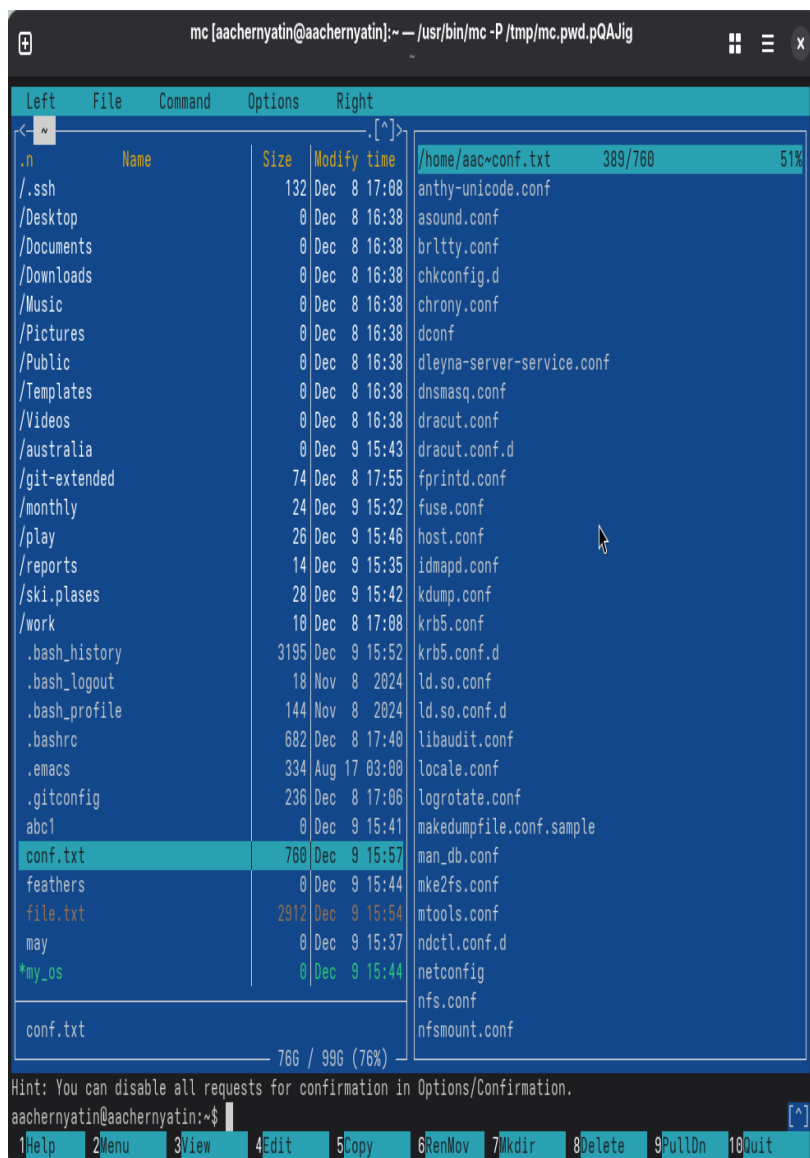 mc [aachernyatin@aachernyatin]:~ — /usr/bin/mc -P /tmp/mc.pwd.pQAJig
~
Left File Command Options Right
<─ ~ ─.[^]>
.n Name Size Modify time
/.ssh 132 Dec 8 17:08
/Desktop 0 Dec 8 16:38
/Documents 0 Dec 8 16:38
/Downloads 0 Dec 8 16:38
/Music 0 Dec 8 16:38
/Pictures 0 Dec 8 16:38
/Public 0 Dec 8 16:38
/Templates 0 Dec 8 16:38
/Videos 0 Dec 8 16:38
/australia 0 Dec 9 15:43
/git-extended 74 Dec 8 17:55
/monthly 24 Dec 9 15:32
/play 26 Dec 9 15:46
/reports 14 Dec 9 15:35
/ski.plases 28 Dec 9 15:42
/work 10 Dec 8 17:08
.bash_history 3195 Dec 9 15:52
.bash_logout 18 Nov 8 2024
.bash_profile 144 Nov 8 2024
.bashrc 682 Dec 8 17:40
.emacs 334 Aug 17 03:00
.gitconfig 236 Dec 8 17:06
abc1 0 Dec 9 15:41
conf.txt 760 Dec 9 15:57
feathers 0 Dec 9 15:44
file.txt 2912 Dec 9 15:54
may 0 Dec 9 15:37
*my_os 0 Dec 9 15:44
conf.txt
76G / 99G (76%)
/home/aac~conf.txt 389/760 51%
anthy-unicode.conf
asound.conf
brltty.conf
chkconfig.d
chrony.conf
dconf
dleyna-server-service.conf
dnsmasq.conf
dracut.conf
dracut.conf.d
fprintd.conf
fuse.conf
host.conf
idmapd.conf
kdump.conf
krb5.conf
krb5.conf.d
ld.so.conf
ld.so.conf.d
libaudit.conf
locale.conf
logrotate.conf
makedumpfile.conf.sample
man_db.conf
mke2fs.conf
mtools.conf
ndctl.conf.d
netconfig
nfs.conf
nfsmount.conf
Hint: You can disable all requests for confirmation in Options/Confirmation.
aachernyatin@aachernyatin:~$ [^]
1Help 2Menu 3View 4Edit 5Copy 6RenMov 7Mkdir 8Delete 9PullDn 10Quit